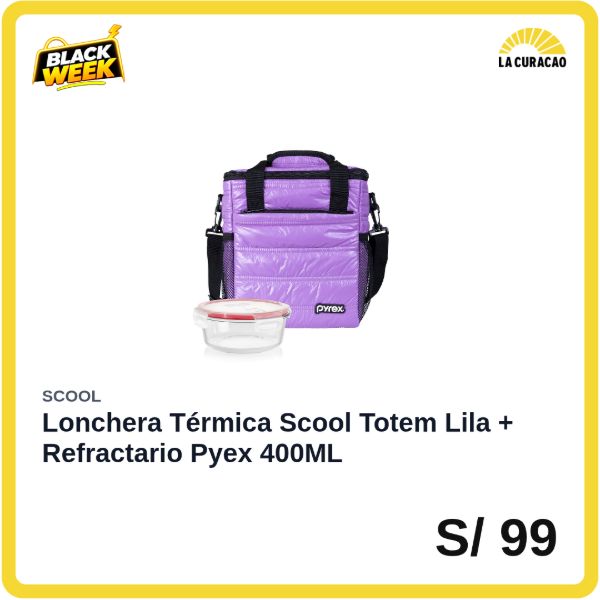 BLACK
WEEK
LA CURACAO
pyrex
SCOOL
Lonchera Térmica Scool Totem Lila +
Refractario Pyex 400ML
S/ 99